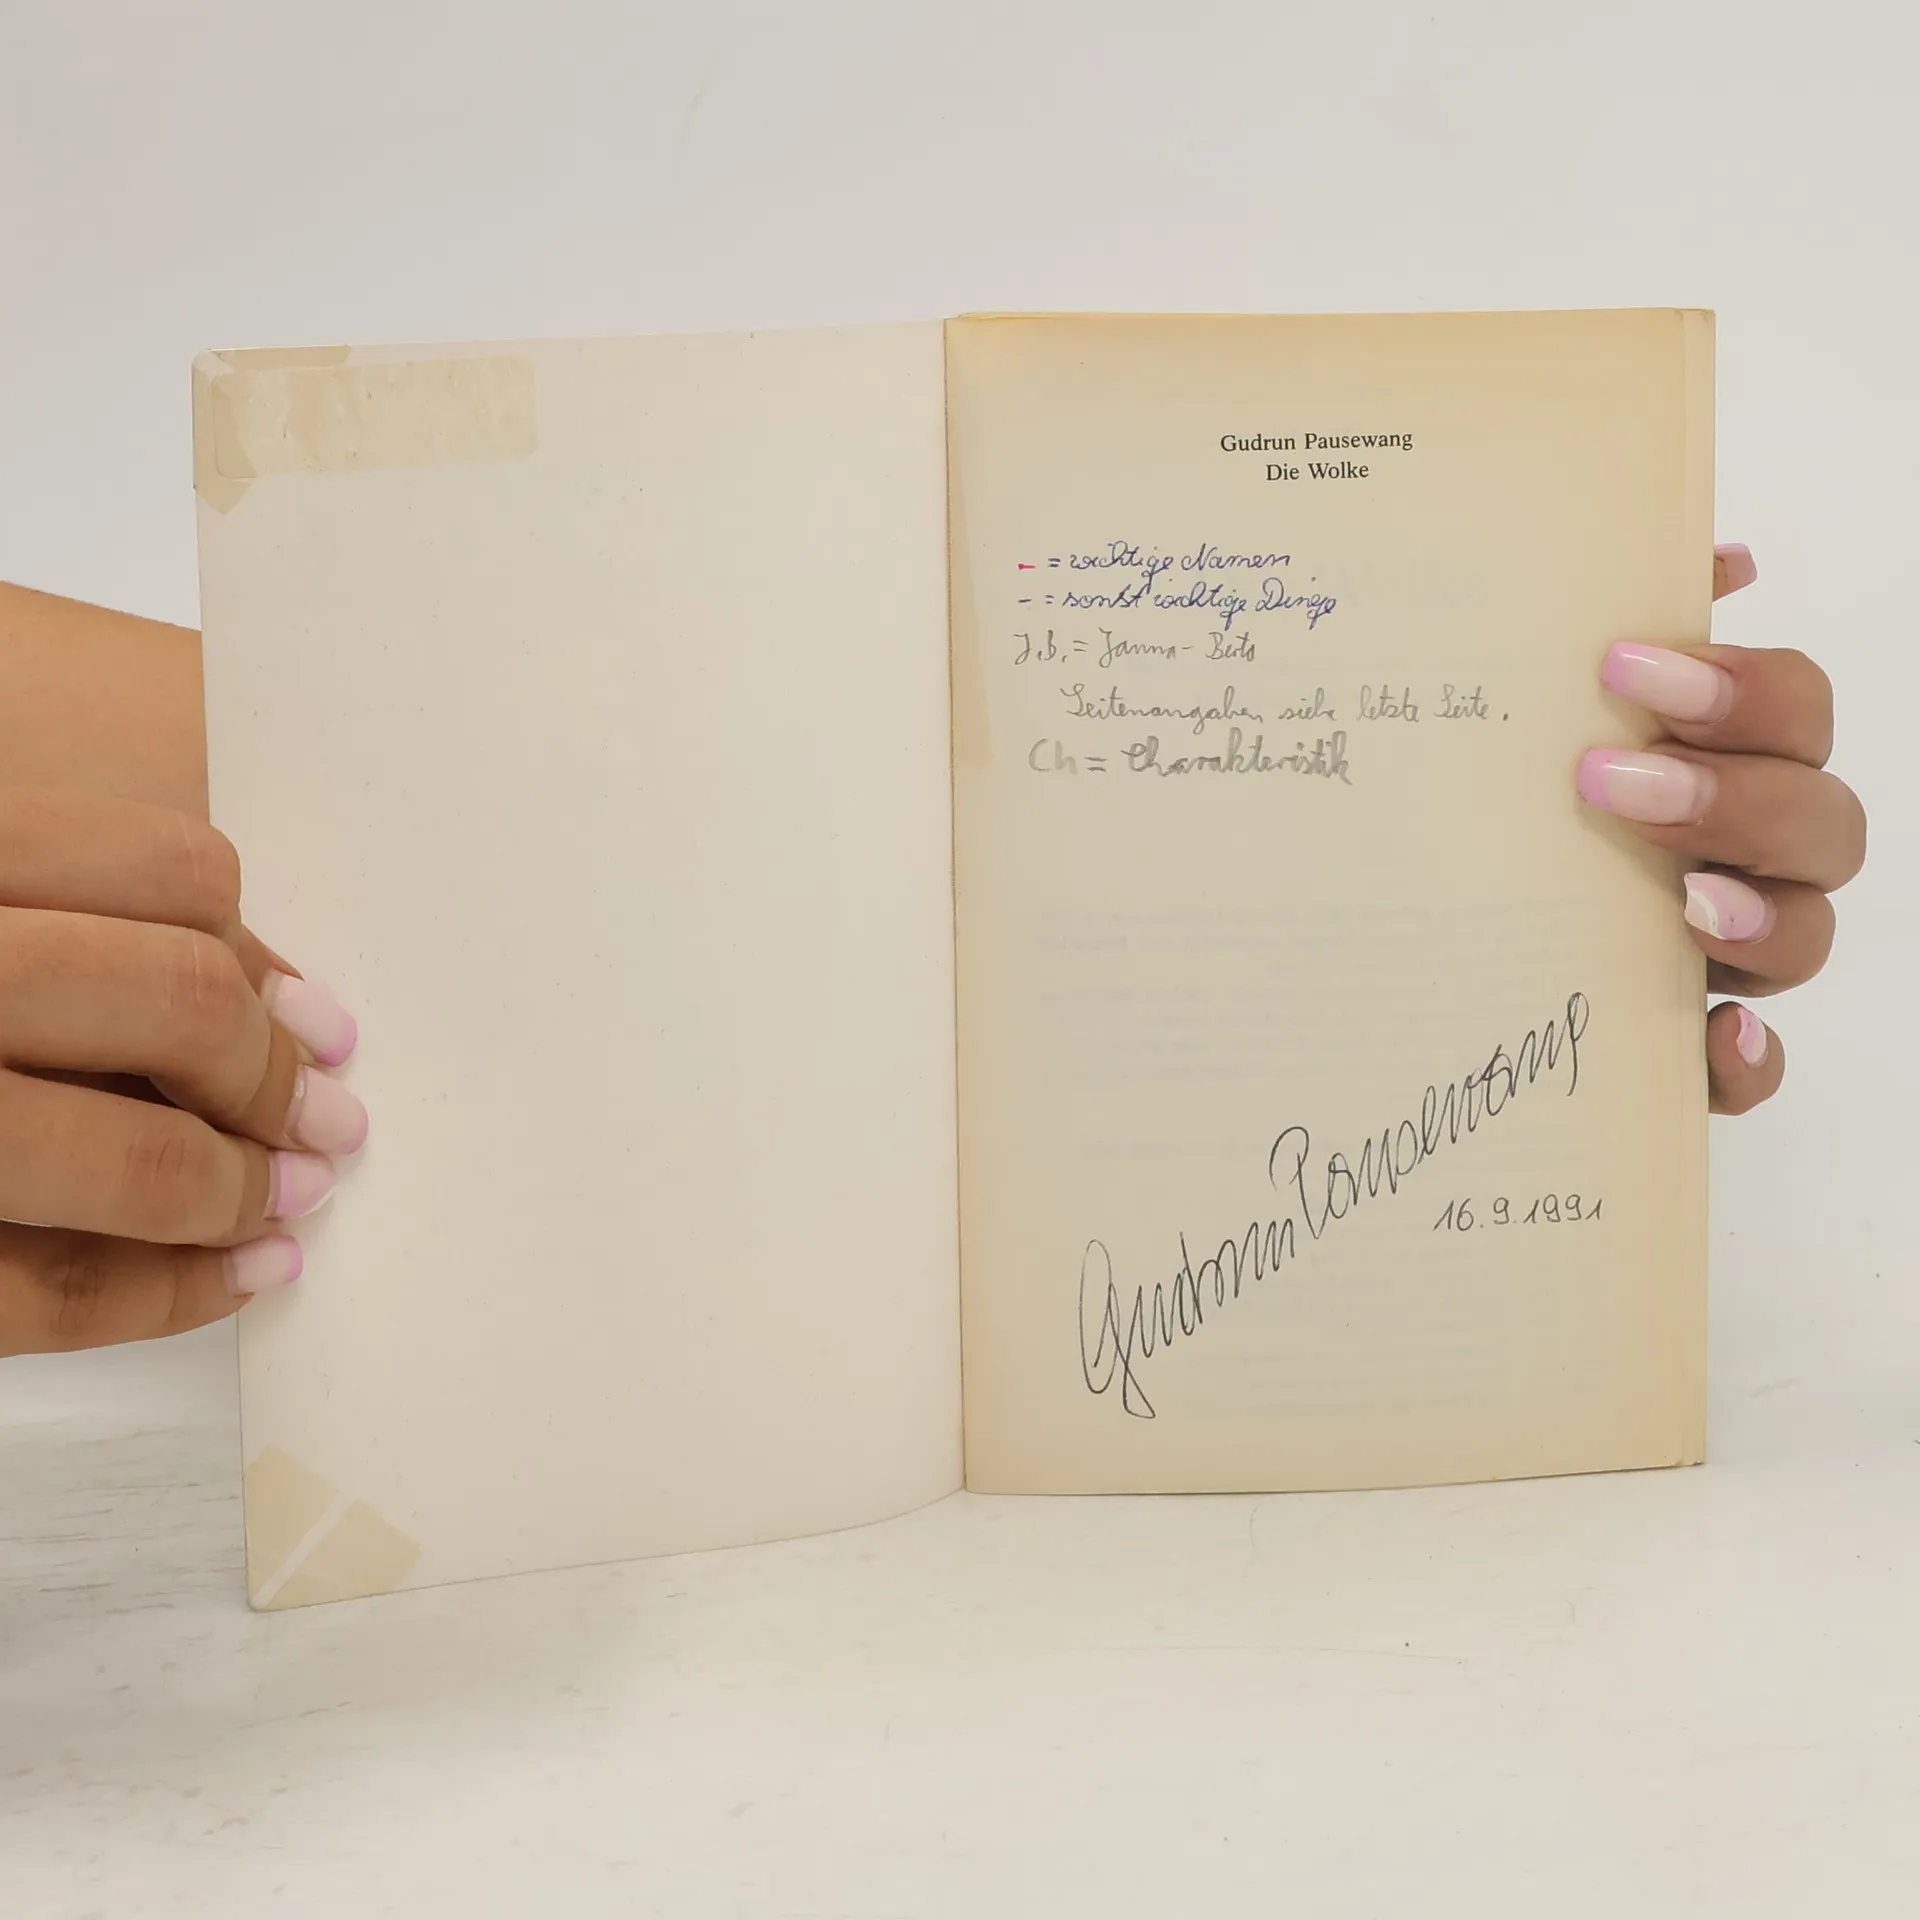 Gudrun Pausewang
Die Wolke
- = wichtige Namen
- = sonst wichtige Dinge
J.B. = Janna-Berta
Seitenangaben siehe letzte Seite.
Ch = Charakteristik
Gudrun Pausewang
16.9.1991